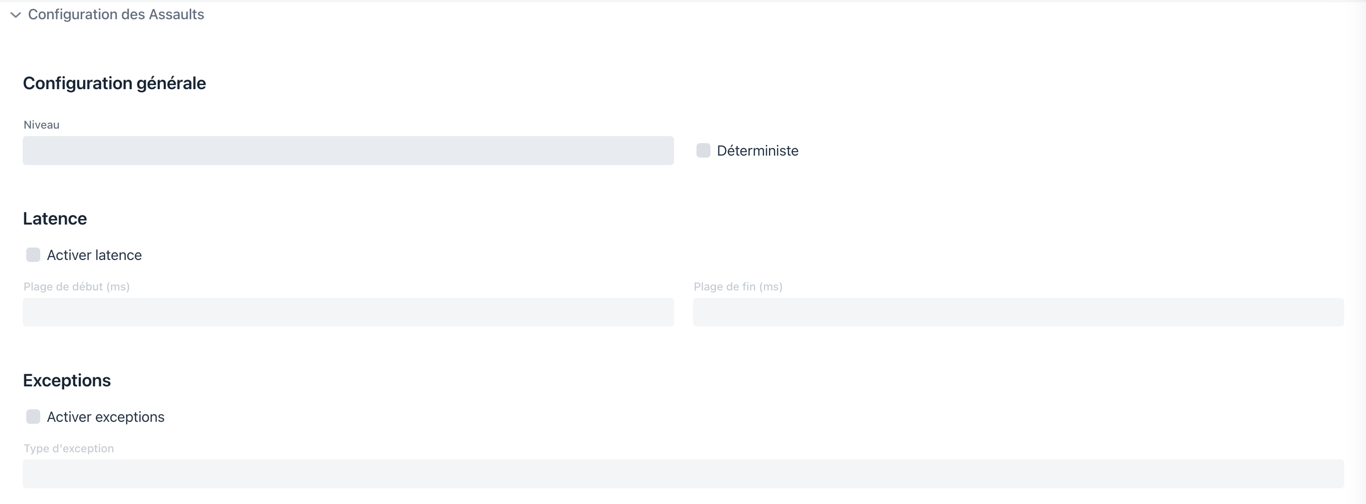 Configuration des Assaults
Configuration générale
Niveau
Déterministe
Latence
Activer latence
Plage de début (ms)
Plage de fin (ms)
Exceptions
Activer exceptions
Type d'exception